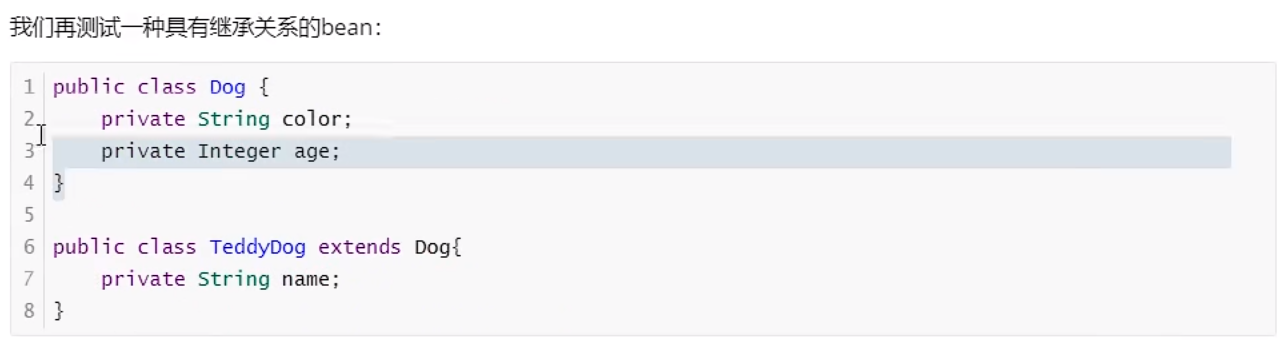 我们再测试一种具有继承关系的bean：
1 public class Dog {
2     private String color;
3     private Integer age;
4 }
5
6 public class TeddyDog extends Dog{
7     private String name;
8 }